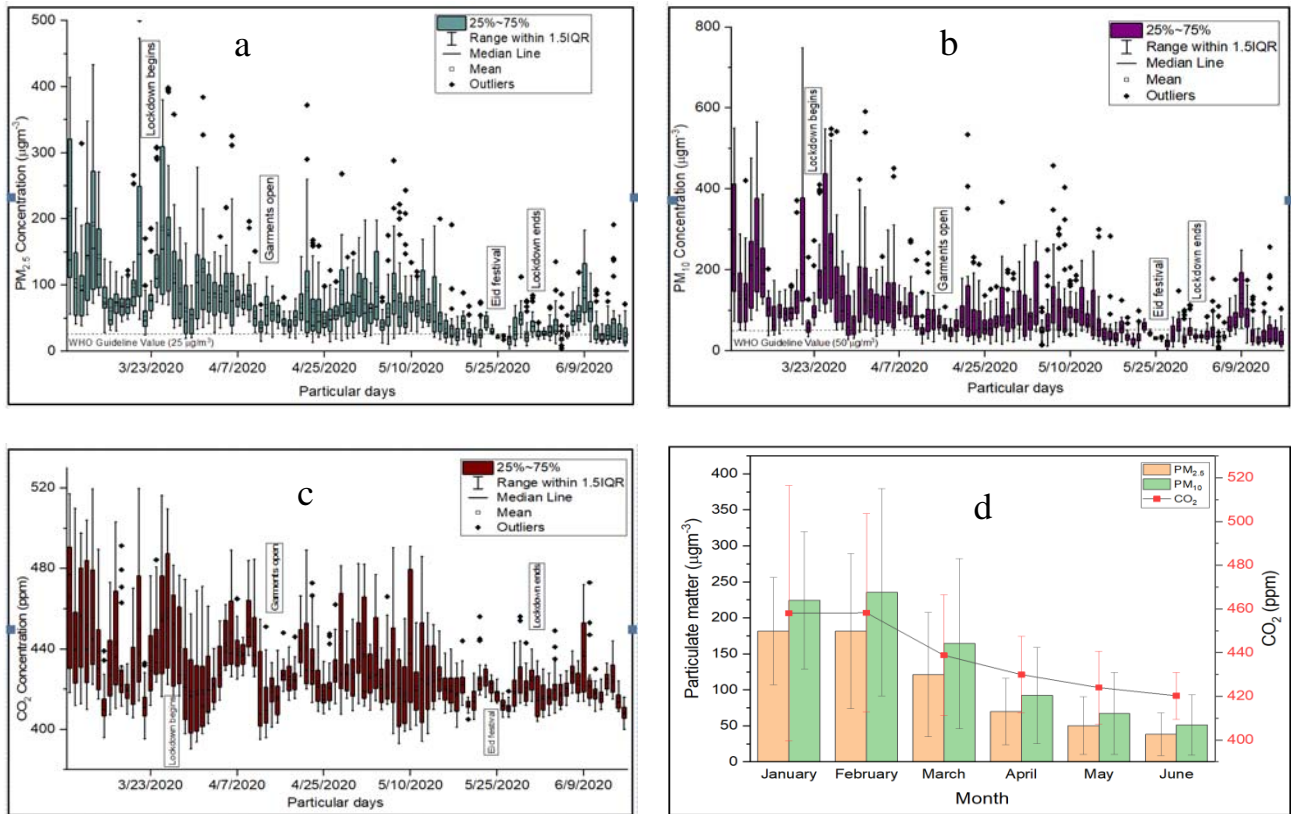 a
500
400
300
200
100
0
PM2.5 Concentration (μgm-3)
25%~75%
Range within 1.5IQR
Median Line
Mean
Outliers
Lockdown begins
Garments open
Eid festival
Lockdown ends
WHO Guideline Value (25 μg/m3)
3/23/2020 4/7/2020 4/25/2020 5/10/2020 5/25/2020 6/9/2020
Particular days
b
800
600
400
200
0
PM10 Concentration (μgm-3)
25%~75%
Range within 1.5IQR
Median Line
Mean
Outliers
Lockdown begins
Garments open
Eid festival
Lockdown ends
WHO Guideline Value (50 μg/m3)
3/23/2020 4/7/2020 4/25/2020 5/10/2020 5/25/2020 6/9/2020
Particular days
c
520
480
440
400
CO2 Concentration (ppm)
25%~75%
Range within 1.5IQR
Median Line
Mean
Outliers
Garments open
Lockdown ends
Lockdown begins
Eid festival
3/23/2020 4/7/2020 4/25/2020 5/10/2020 5/25/2020 6/9/2020
Particular days
d
400
350
300
250
200
150
100
50
0
Particulate matter (μgm-3)
PM2.5
PM10
CO2
520
500
480
460
440
420
400
CO2 (ppm)
January February March April May June
Month